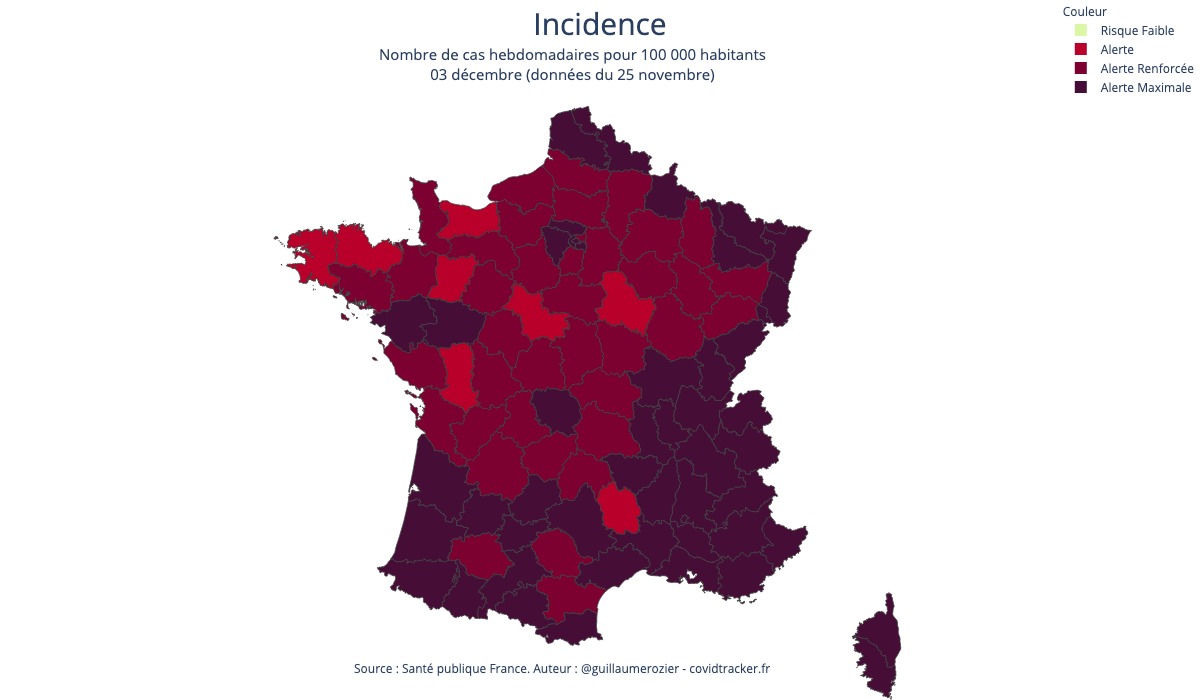 Incidence
Nombre de cas hebdomadaires pour 100 000 habitants
03 décembre (données du 25 novembre)
Couleur
Risque Faible
Alerte
Alerte Renforcée
Alerte Maximale
Source : Santé publique France. Auteur : @guillaumerozier - covidtracker.fr